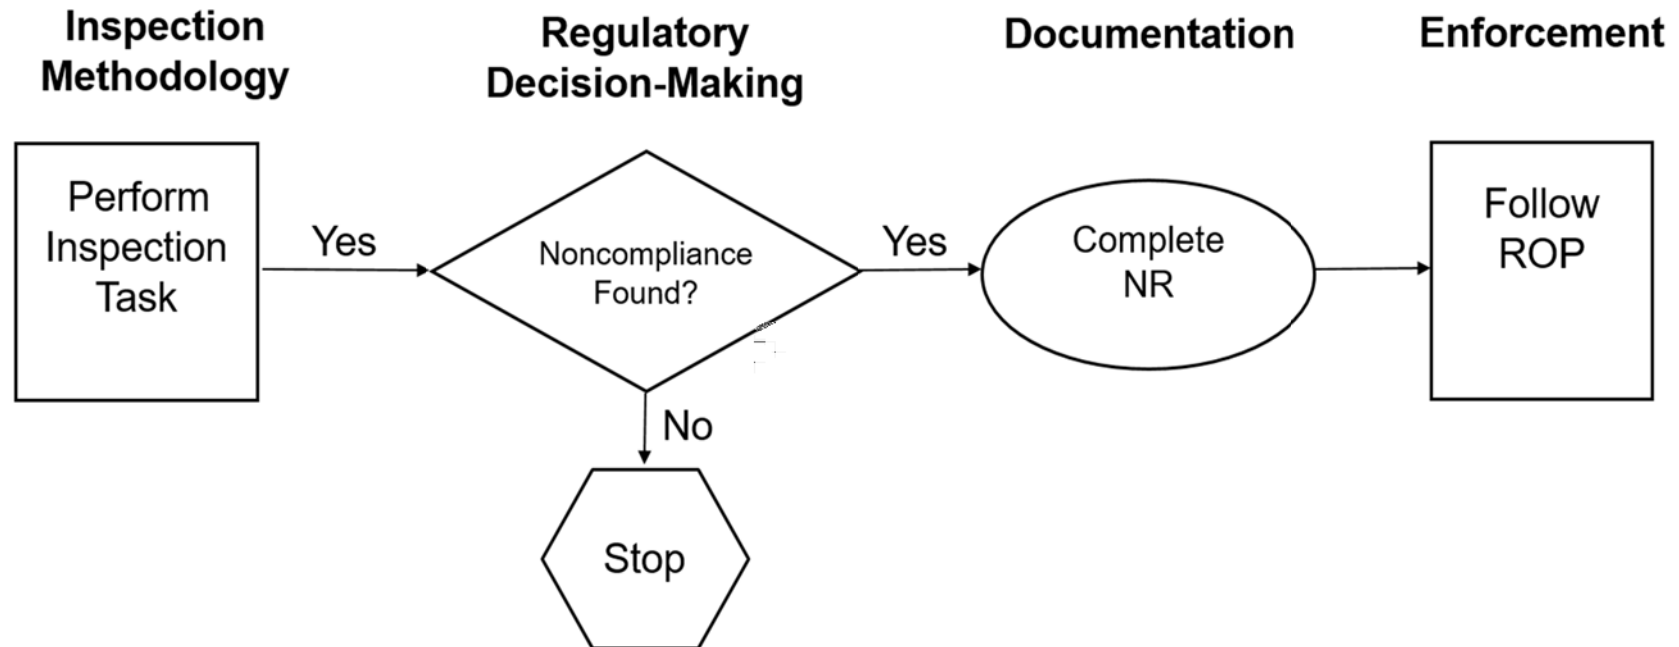 Inspection
Methodology
Regulatory
Decision-Making
Documentation
Enforcement
Perform
Inspection
Task
Yes
Noncompliance
Found?
Yes
Complete
NR
Follow
ROP
No
Stop